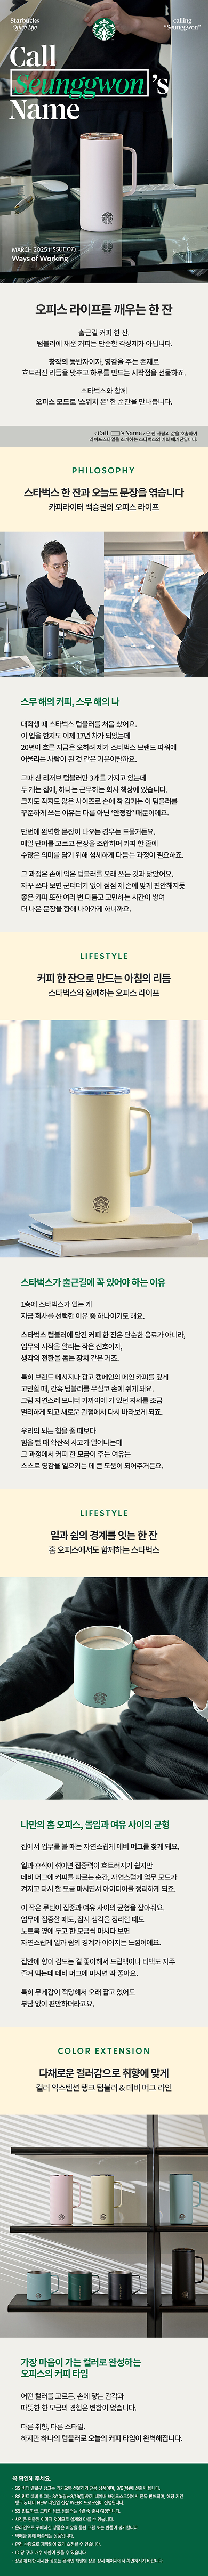 Starbucks
Office Life
calling
"Seunggwon"
Call
Seunggwon's
Name
MARCH 2025 (ISSUE.07)
Ways of Working
오피스 라이프를 깨우는 한 잔
출근길 커피 한 잔.
텀블러에 채운 커피는 단순한 각성제가 아닙니다.
창작의 동반자이자, 영감을 주는 존재로
흐트러진 리듬을 맞추고 하루를 만드는 시작점을 선물하죠.
스타벅스와 함께
오피스 모드로 '스위치 온' 한 순간을 만나봅니다.
<Call 's Name>은 한 사람의 삶을 조을하여
라이프스타일을 소개하는 스타벅스의 기획 매거진입니다.
PHILOSOPHY
스타벅스 한 잔과 오늘도 문장을 엮습니다
카피라이터 백승권의 오피스 라이프
스무 해의 커피, 스무 해의 나
대학생 때 스타벅스 텀블러를 처음 샀어요.
이 업을 한지도 이제 17년 차가 되었는데
20년이 흐른 지금은 오히려 제가 스타벅스 브랜드 파워에
어울리는 사람이 된 것 같은 기분이랄까요.
그때 산 리저브 텀블러만 3개를 가지고 있는데
두 개는 집에, 하나는 근무하는 회사 책상에 있습니다.
크지도 작지도 않은 사이즈로 손에 착 감기는 이 텀블러를
꾸준하게 쓰는 이유는 다름 아닌 '안정감' 때문이에요.
단번에 완벽한 문장이 나오는 경우는 드물거든요.
매일 단어를 고르고 문장을 조합하며 카피 한 줄에
수많은 의미를 담기 위해 섬세하게 다듬는 과정이 필요하죠.
그 과정은 손에 익은 텀블러를 오래 쓰는 것과 닮았어요.
자꾸 쓰다 보면 군더더기 없이 점점 제 손에 맞게 편안해지듯
좋은 카피 또한 여러 번 다듬고 고민하는 시간이 쌓여
더 나은 문장을 향해 나아가게 하니까요.
LIFESTYLE
커피 한 잔으로 만드는 아침의 리듬
스타벅스와 함께하는 오피스 라이프
스타벅스가 출근길에 꼭 있어야 하는 이유
1층에 스타벅스가 있는 게
지금 회사를 선택한 이유 중 하나이기도 해요.
스타벅스 텀블러에 담긴 커피 한 잔은 단순한 음료가 아니라,
업무의 시작을 알리는 작은 신호이자,
생각의 전환을 돕는 장치 같은 거죠.
특히 브랜드 메시지나 광고 캠페인의 메인 카피를 깊게
고민할 때, 간혹 텀블러를 무심코 손에 쥐게 돼요.
그럼 자연스레 모니터 가까이에 가 있던 자세를 조금
멀리하게 되고 새로운 관점에서 다시 바라보게 되죠.
우리의 뇌는 힘을 줄 때보다
힘을 뺄 때 확산적 사고가 일어나는데
그 과정에서 커피 한 모금이 주는 여유는
스스로 영감을 일으키는 데 큰 도움이 되어주거든요.
LIFESTYLE
일과 쉼의 경계를 잇는 한 잔
홈 오피스에서도 함께하는 스타벅스
나만의 홈 오피스, 몰입과 여유 사이의 균형
집에서 업무를 볼 때는 자연스럽게 데비 머그를 찾게 돼요.
일과 휴식이 섞이면 집중력이 흐트러지기 쉽지만
데비 머그에 커피를 따르는 순간, 자연스럽게 업무 모드가
켜지고 다시 한 모금 마시면서 아이디어를 정하게 되죠.
이 작은 루틴이 집중과 여유의 균형을 잡아줘요.
업무에 집중할 때도, 잠시 생각을 정리할 때도
노트북 옆에 두고 한 모금씩 마시다 보면
자연스럽게 일과 쉼의 경계가 이어지는 느낌이에요.
집안에 향이 감도는 걸 좋아해서 드립백이나 티백도 자주
즐겨 먹는데 데비 머그에 마시면 딱 좋아요.
특히 무게감이 적당해서 오래 잡고 있어도
부담 없이 편안하더라고요.
COLOR EXTENSION
다채로운 컬러감으로 취향에 맞게
컬러 익스텐션 탱크 텀블러 & 데비 머그 라인
가장 마음이 가는 컬러로 완성하는
오피스의 커피 타임
어떤 컬러를 고르든, 손에 닿는 감각과
따뜻한 한 모금의 경험은 변함이 없습니다.
다른 취향, 다른 스타일.
하지만 하나의 텀블러로 오늘의 커피 타임이 완벽해집니다.
꼭 확인해 주세요.